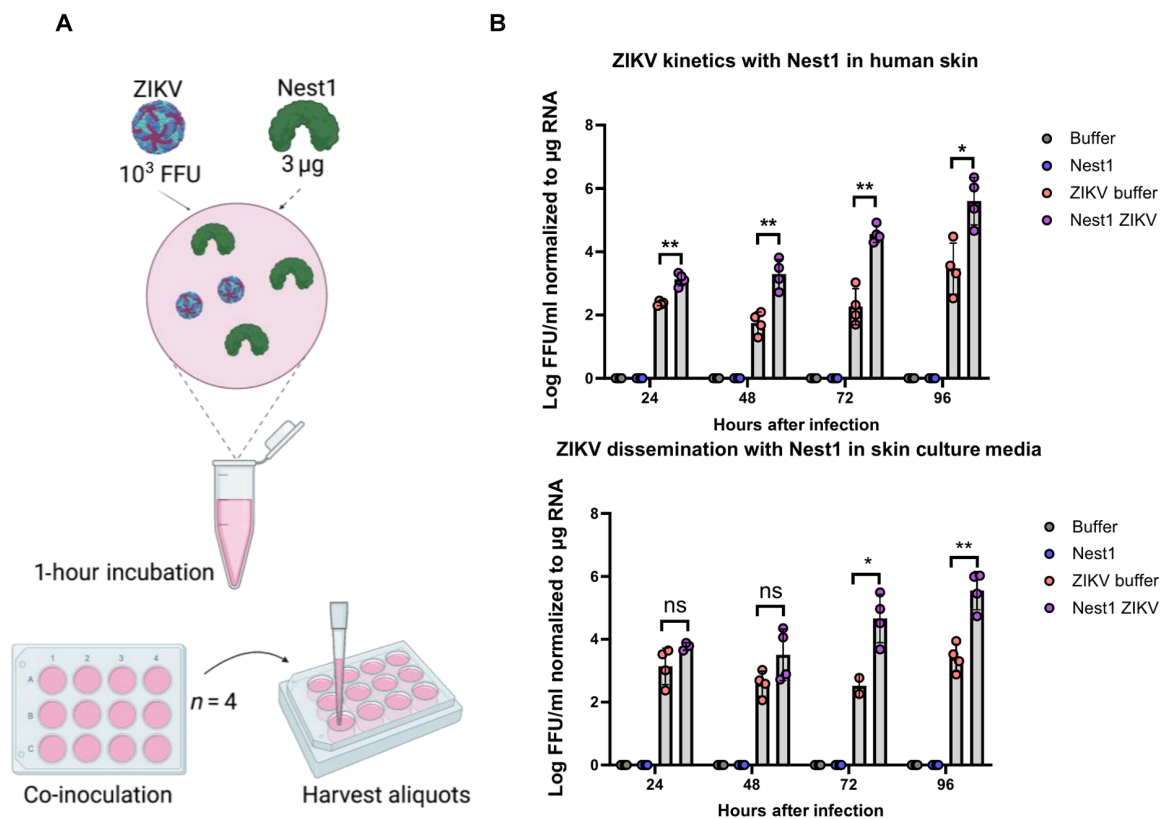 A
ZIKV
10³ FFU
Nest1
3 µg
1-hour incubation
1 2 3 4
A
B
C
n = 4
Co-inoculation
Harvest aliquots
B
ZIKV kinetics with Nest1 in human skin
Log FFU/ml normalized to µg RNA
8
6
4
2
0
**
**
**
*
24 48 72 96
Hours after infection
Buffer
Nest1
ZIKV buffer
Nest1 ZIKV
ZIKV dissemination with Nest1 in skin culture media
Log FFU/ml normalized to µg RNA
8
6
4
2
0
ns
ns
*
**
24 48 72 96
Hours after infection
Buffer
Nest1
ZIKV buffer
Nest1 ZIKV